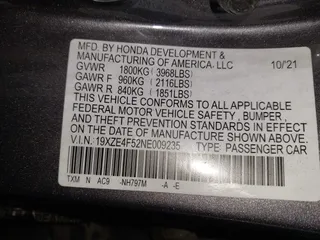 MFD. BY HONDA DEVELOPMENT &
MANUFACTURING OF AMERICA, LLC 10/21
GVWR 1800KG (3968LBS)
GAWR F 960KG (2116LBS)
GAWR R 840KG (1851LBS)
THIS VEHICLE CONFORMS TO ALL APPLICABLE
FEDERAL MOTOR VEHICLE SAFETY, BUMPER,
AND THEFT PREVENTION STANDARDS IN EFFECT ON
THE DATE OF MANUFACTURE SHOWN ABOVE.
V.I.N. 19XZE4F52NE009235 TYPE PASSENGER CAR
TXM N AC9 -NH797M -A -E